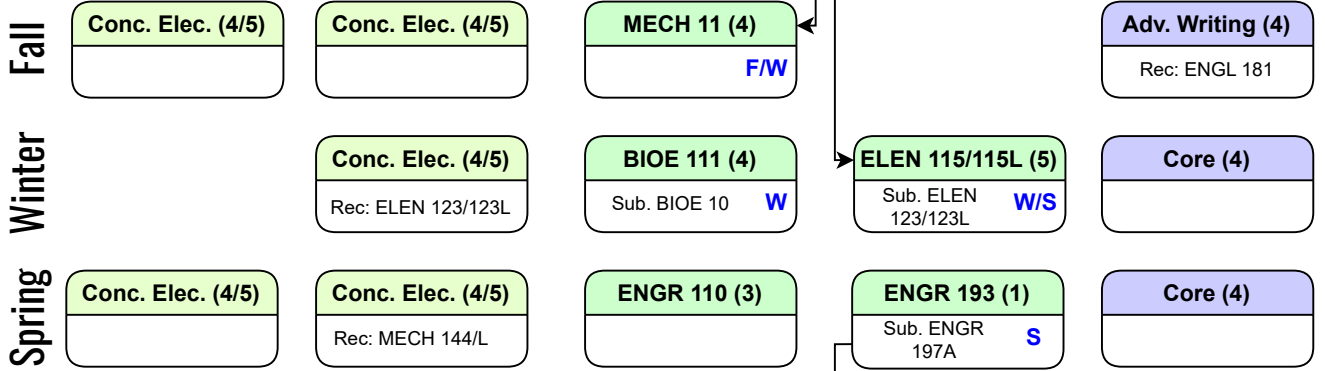 Fall
Conc. Elec. (4/5)
Conc. Elec. (4/5)
MECH 11 (4)
F/W
Adv. Writing (4)
Rec: ENGL 181
Winter
Conc. Elec. (4/5)
Rec: ELEN 123/123L
BIOE 111 (4)
Sub. BIOE 10
W
ELEN 115/115L (5)
Sub. ELEN
123/123L
W/S
Core (4)
Spring
Conc. Elec. (4/5)
Conc. Elec. (4/5)
Rec: MECH 144/L
ENGR 110 (3)
ENGR 193 (1)
Sub. ENGR
197A
S
Core (4)